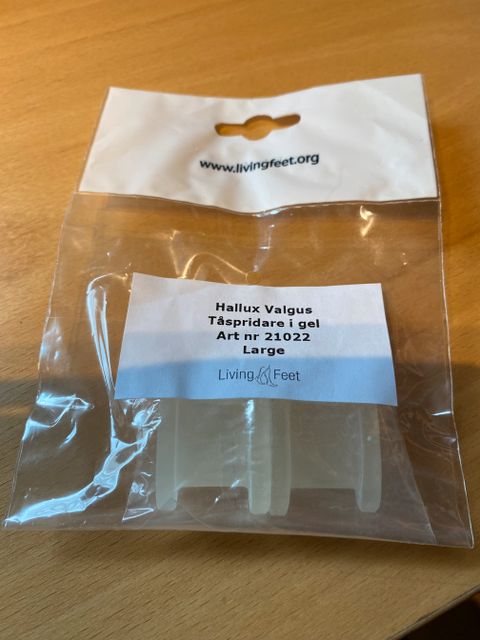 www.livingfeet.org
Hallux Valgus
Tåspridare i gel
Art nr 21022
Large
Living Feet